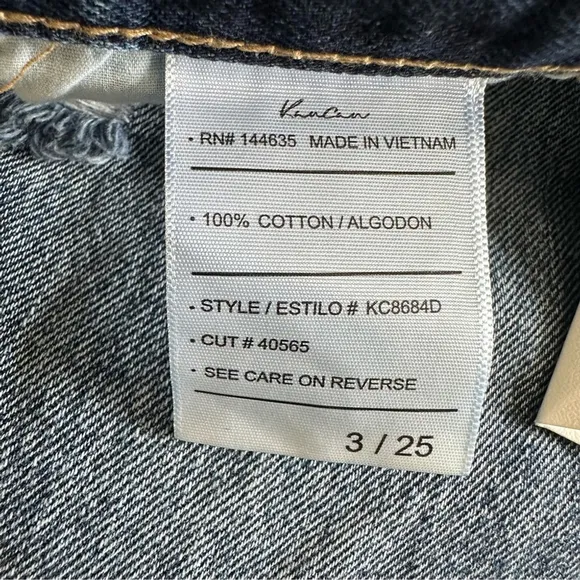 KanCan
• RN# 144635 MADE IN VIETNAM
• 100% COTTON / ALGODON
• STYLE / ESTILO # KC8684D
• CUT # 40565
• SEE CARE ON REVERSE
3 / 25